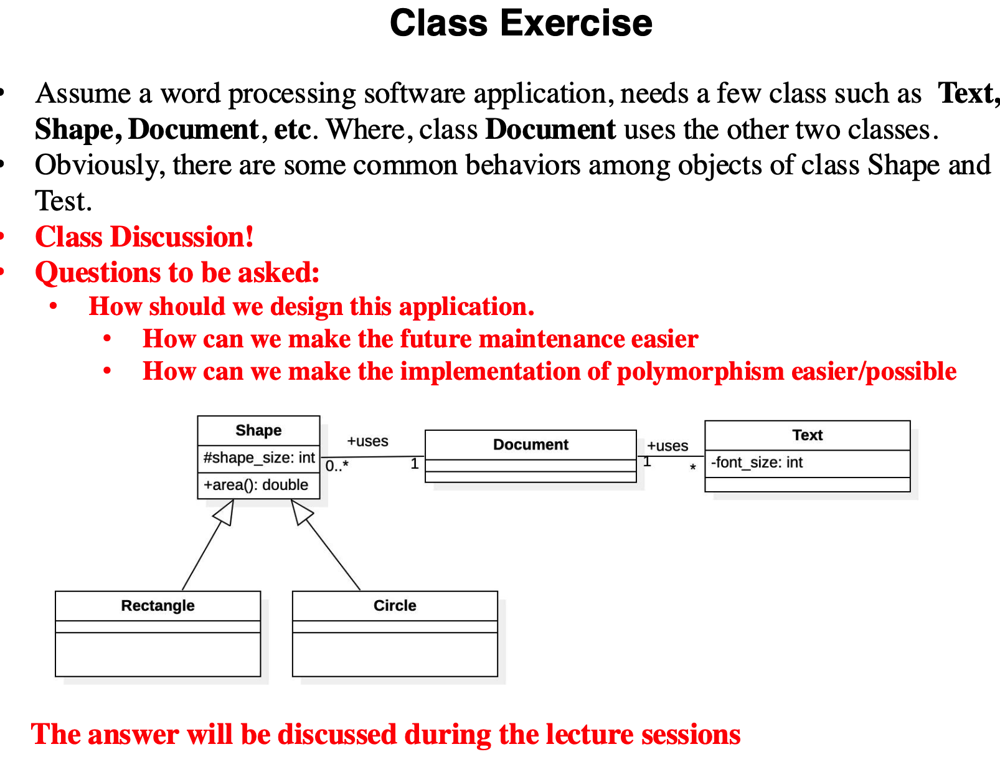 Class Exercise
• Assume a word processing software application, needs a few class such as Text,
Shape, Document, etc. Where, class Document uses the other two classes.
• Obviously, there are some common behaviors among objects of class Shape and
Test.
• Class Discussion!
• Questions to be asked:
• How should we design this application.
• How can we make the future maintenance easier
• How can we make the implementation of polymorphism easier/possible
Shape
#shape_size: int
+area(): double
+uses
0..*
1
Document
+uses
1
*
Text
-font_size: int
Rectangle
Circle
The answer will be discussed during the lecture sessions